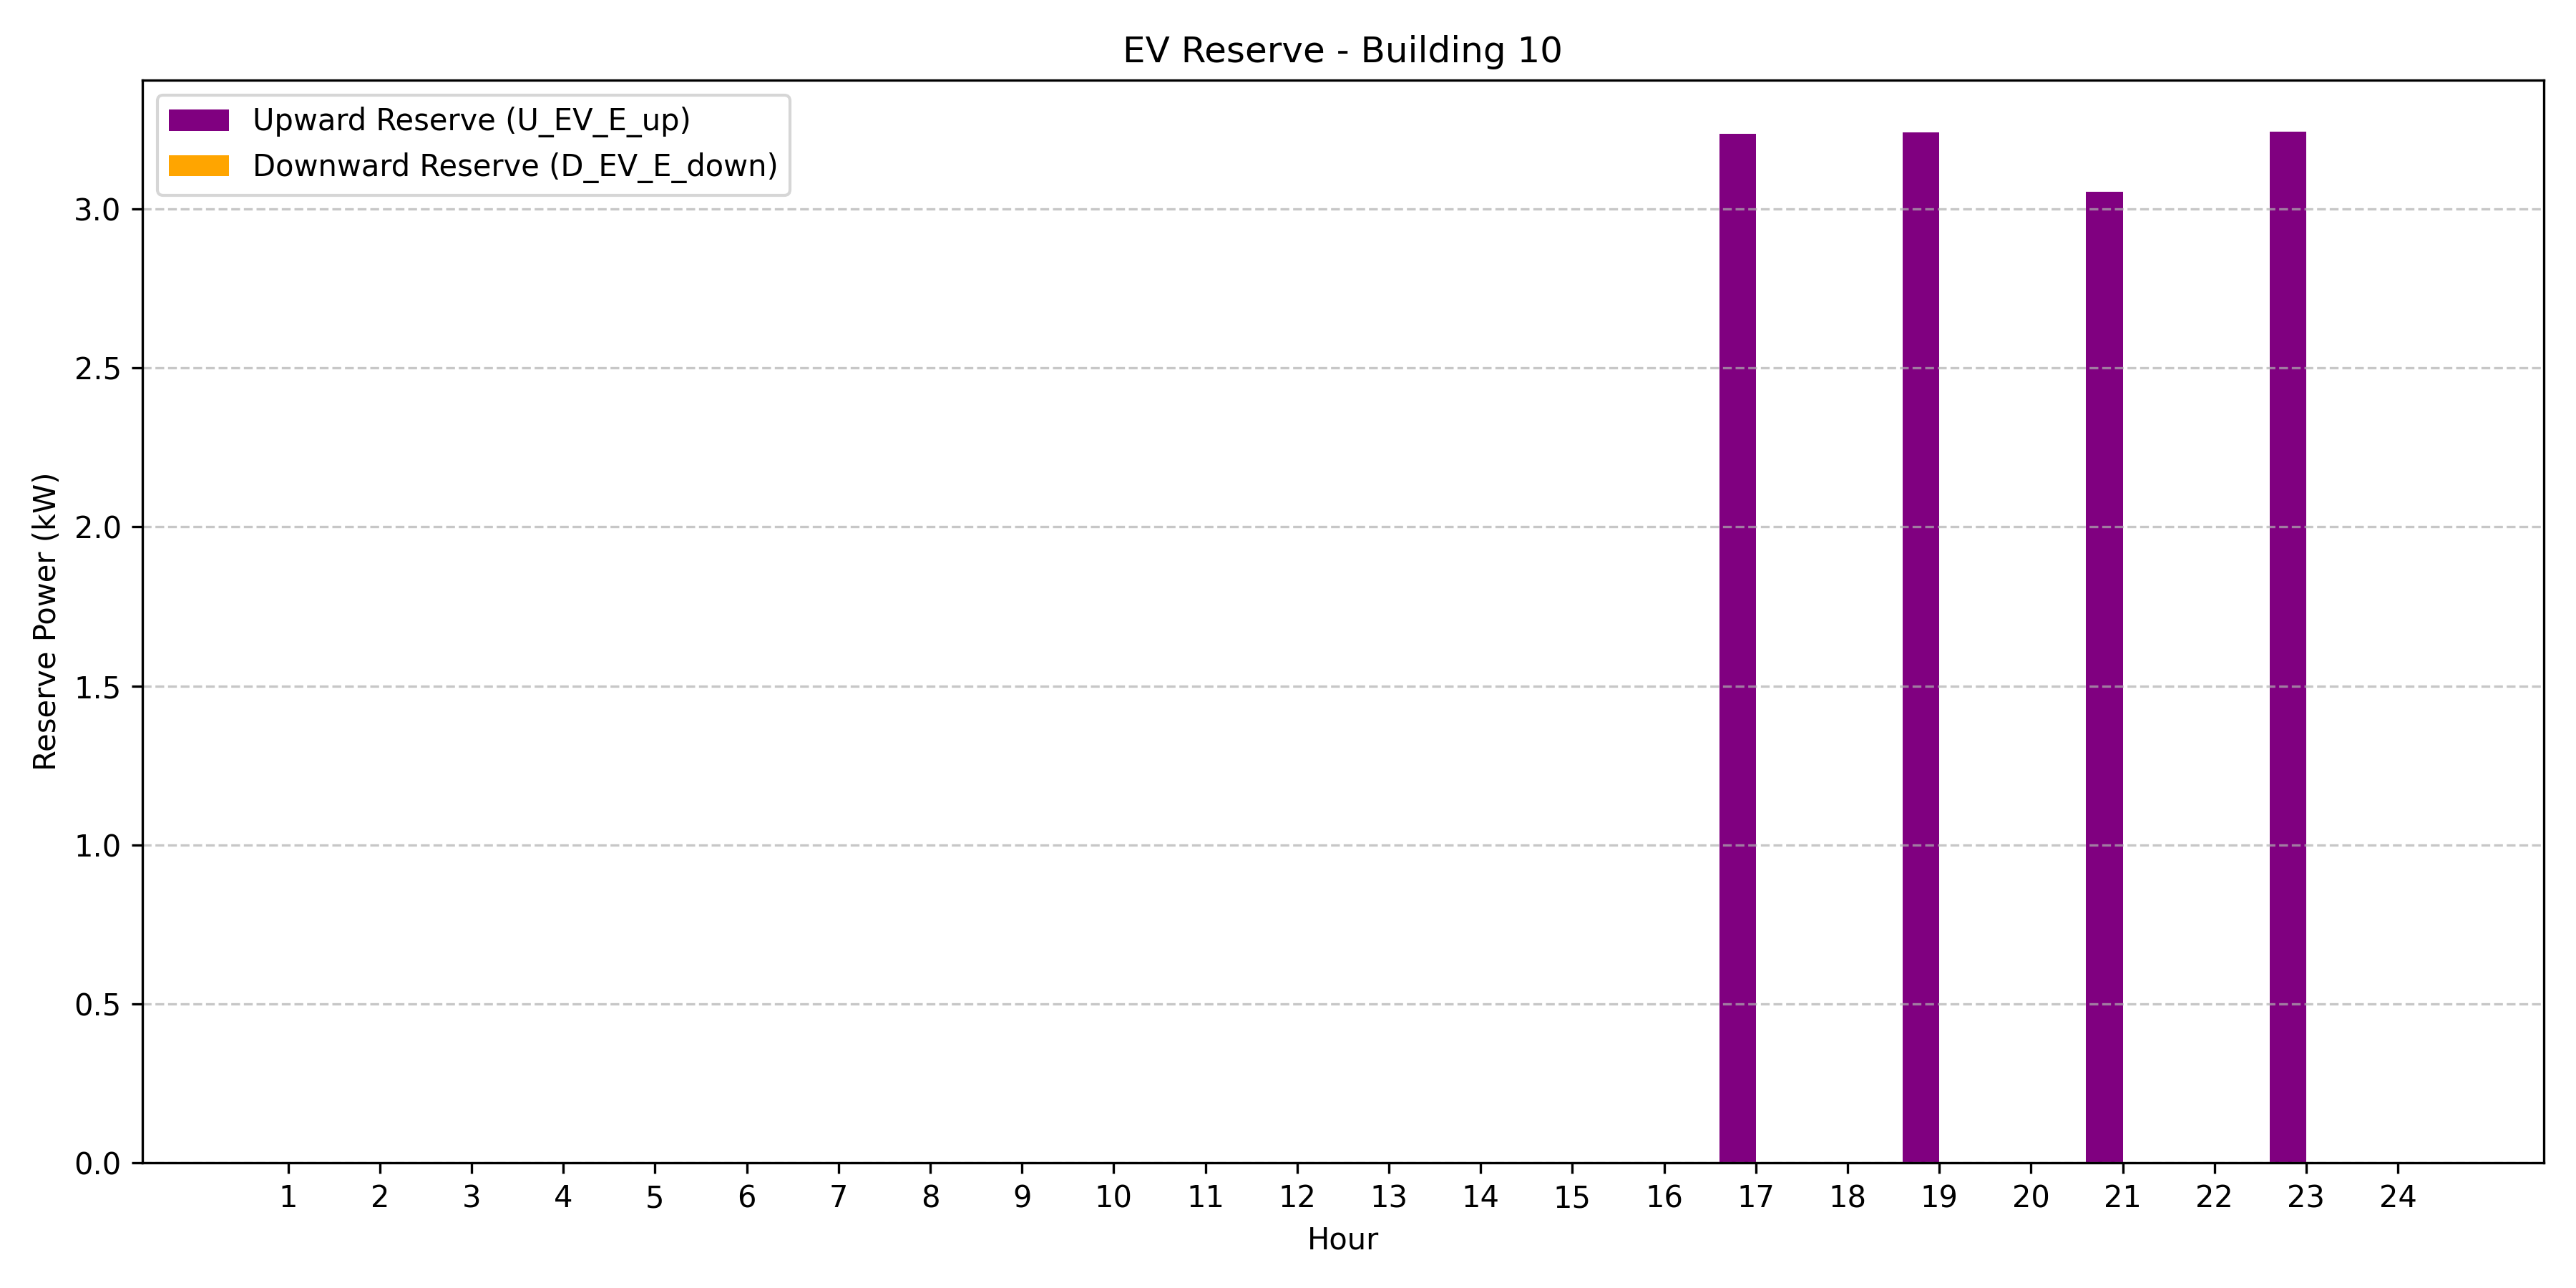 EV Reserve - Building 10
Upward Reserve (U_EV_E_up)
Downward Reserve (D_EV_E_down)
Reserve Power (kW)
3.0
2.5
2.0
1.5
1.0
0.5
0.0
1 2 3 4 5 6 7 8 9 10 11 12 13 14 15 16 17 18 19 20 21 22 23 24
Hour